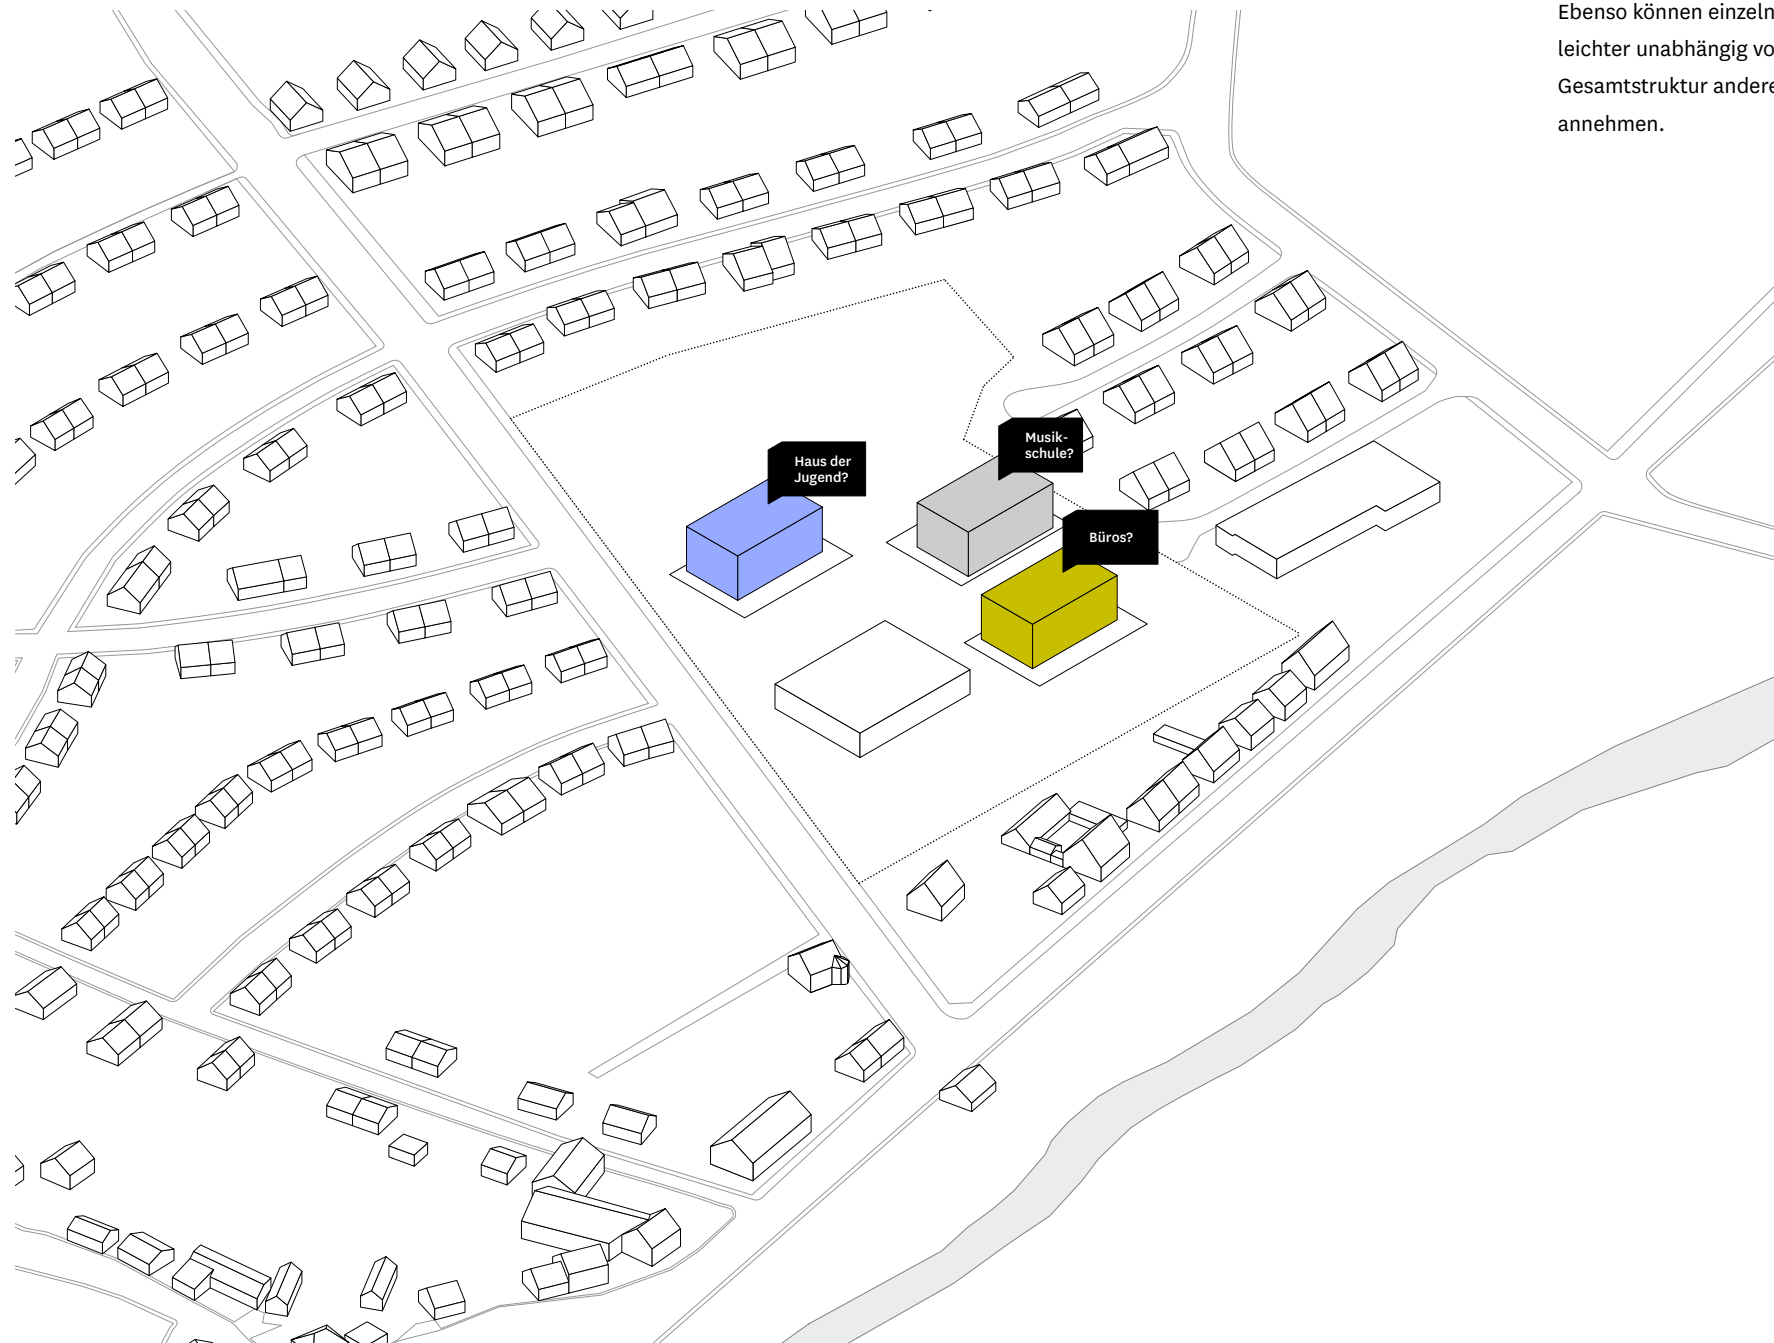 Ebenso können einzeln
leichter unabhängig vo
Gesamtstruktur andere
annehmen.
Musik-
schule?
Haus der
Jugend?
Büros?